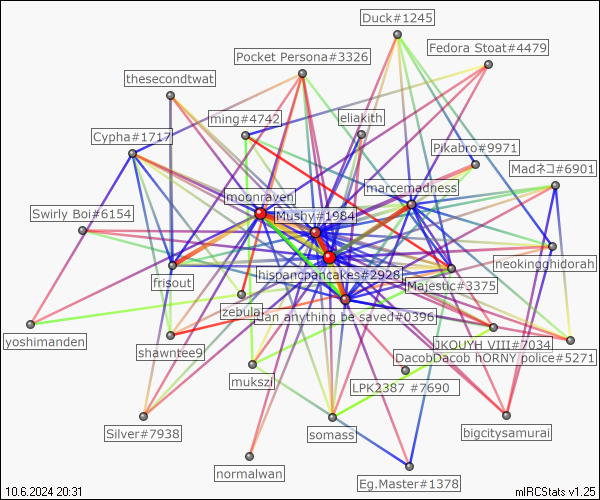 Duck#1245
Fedora Stoat#4479
Pocket Persona#3326
thesecondtwat
ming#4742
eliakith
Cypha#1717
Pikabro#9971
Madネコ#6901
marcemadness
moonraven
Mushy#1984
Swirly Boi#6154
neokingghidorah
hispancpancakes#2928
frisout
Majestic#3375
zebula
can anything be saved#0396
yoshimanden
UKOUYH VIII#7034
shawntee9
DacobDacob hORNY police#5271
mukszi
LPK2387 #7690
Silver#7938
somass
bigcitysamurai
normalwan
Eg.Master#1378
10.6.2024 20:31
mIRCStats v1.25